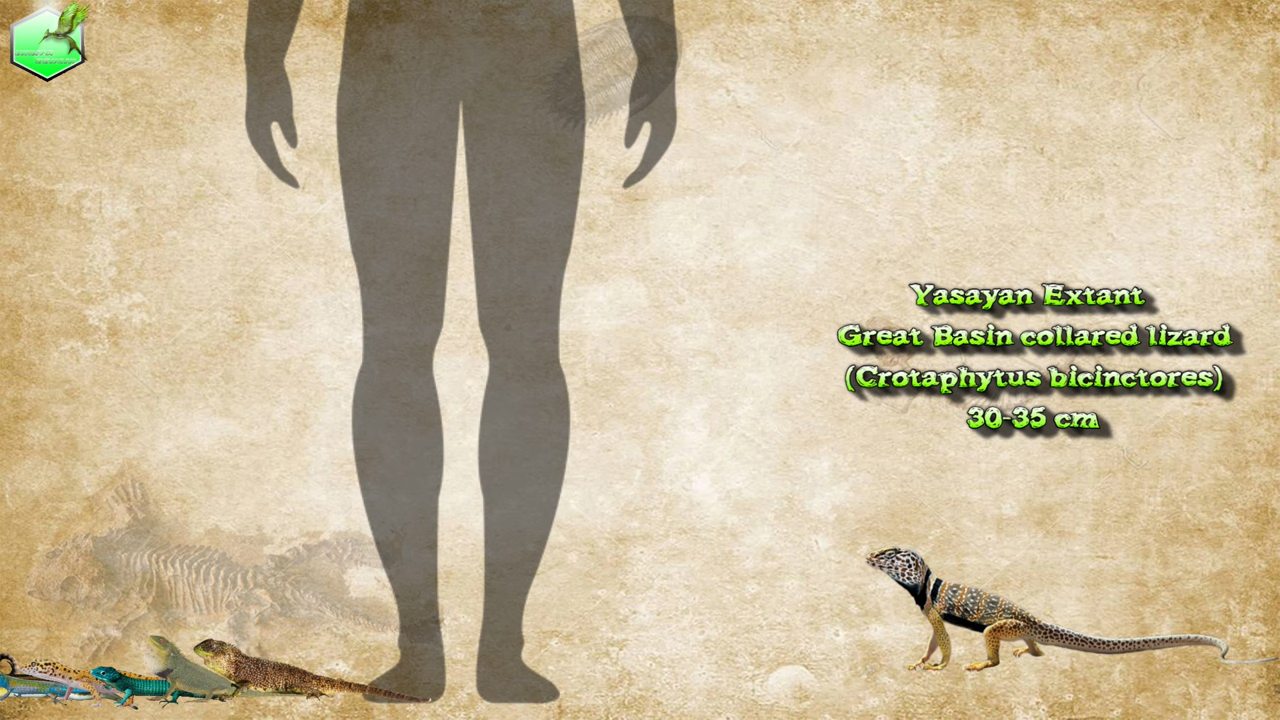 Yasayan Extant
Great Basin collared lizard
(Crotaphytus bicinctores)
30-35 cm